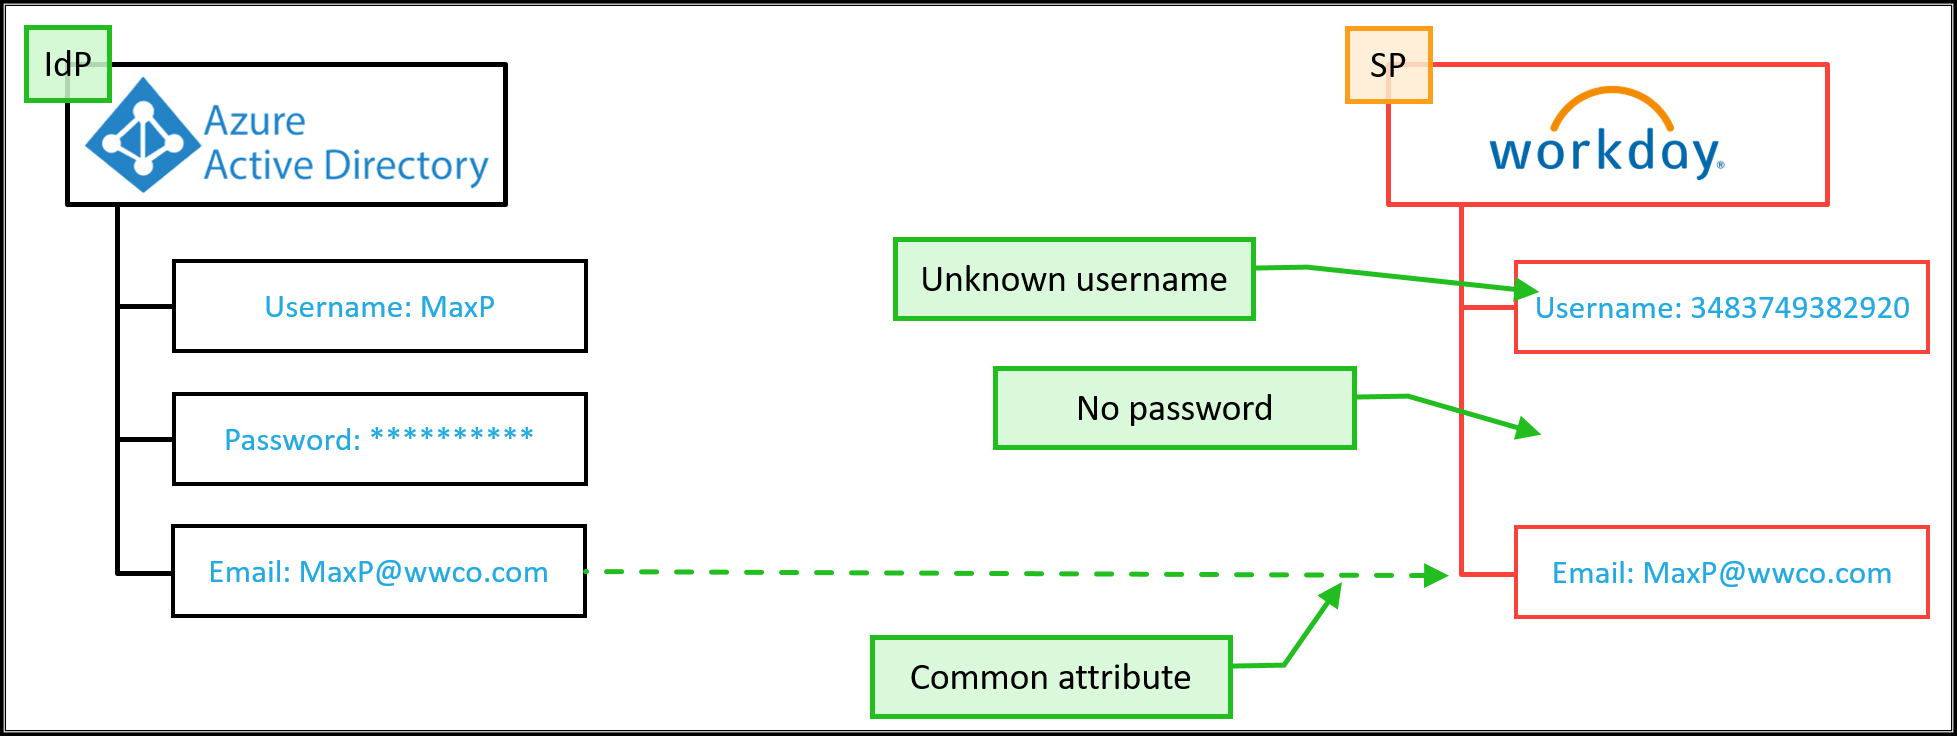 IdP
Azure
Active Directory
Username: MaxP
Password: **********
Email: MaxP@wwco.com
SP
workday®
Unknown username
Username: 3483749382920
No password
Email: MaxP@wwco.com
Common attribute